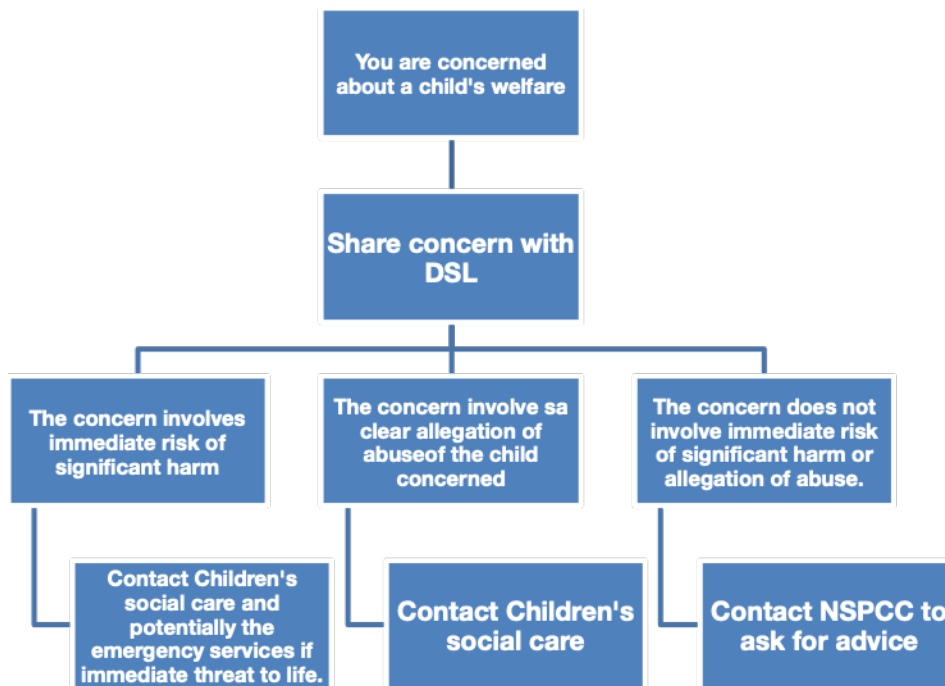 You are concerned
about a child's welfare
Share concern with
DSL
The concern involves
immediate risk of
significant harm
The concern involve sa
clear allegation of
abuseof the child
concerned
The concern does not
involve immediate risk
of significant harm or
allegation of abuse.
Contact Children's
social care and
potentially the
emergency services if
immediate threat to life.
Contact Children's
social care
Contact NSPCC to
ask for advice